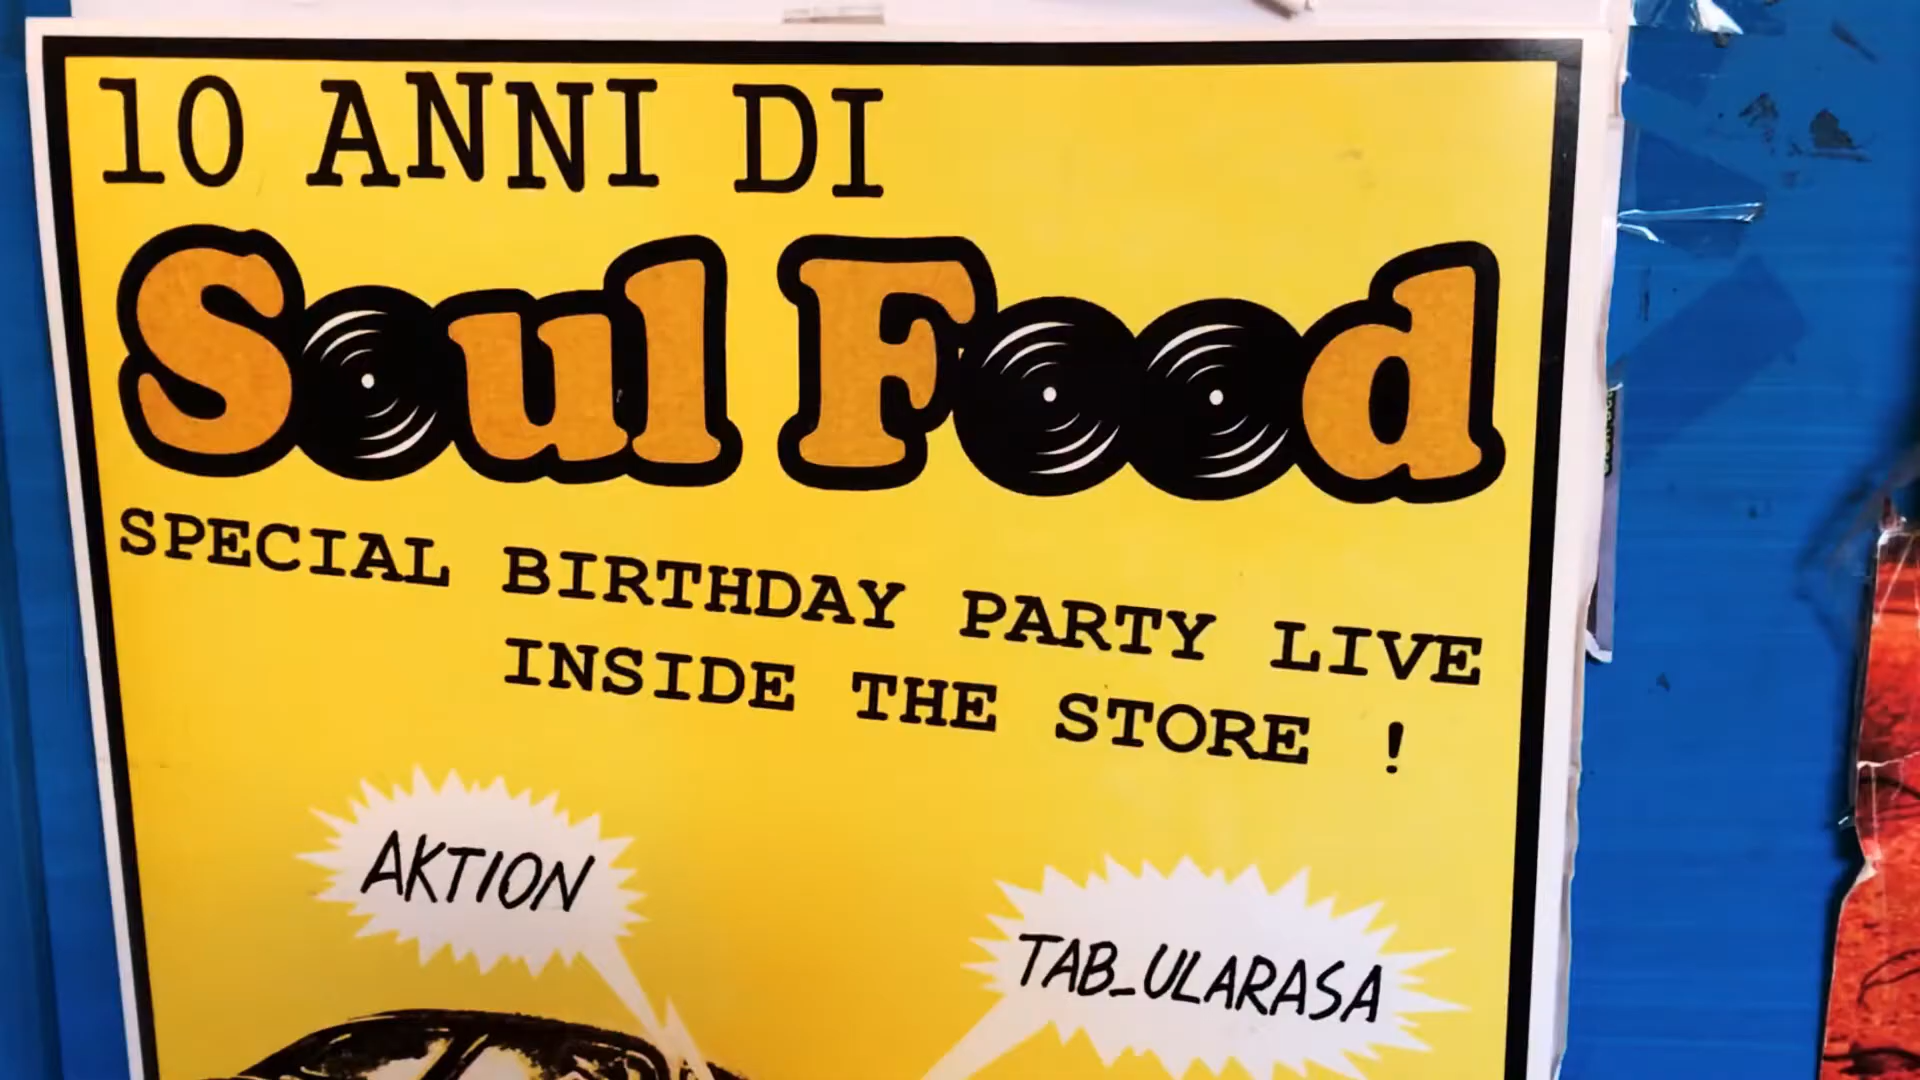 10 ANNI DI
Soul Food
SPECIAL BIRTHDAY PARTY LIVE
INSIDE THE STORE !
AKTION
TAB_ULARASA